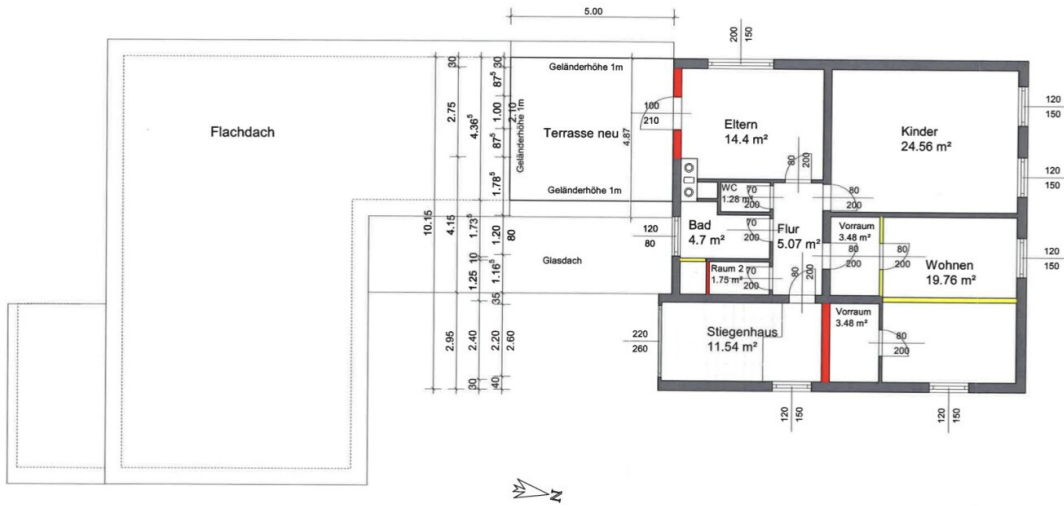 5.00
200
150
Geländerhöhe 1m
Flachdach
Terrasse neu
Geländerhöhe 1m
Geländerhöhe 1m
4.87
100
210
Eltern
14.4 m²
Kinder
24.56 m²
120
150
120
150
30
2.75
4.36⁵
30
87⁵
1.00
2.10
87⁵
1.78⁵
80
200
WC
1.28 m²
70
200
80
200
10.15
4.15
1.73⁵
1.20
80
120
80
Bad
4.7 m²
70
200
Flur
5.07 m²
Vorraum
3.48 m²
80
200
80
200
Wohnen
19.76 m²
120
150
Glasdach
10
1.25
1.16⁵
35
Raum 2
1.75 m²
70
200
80
200
2.95
2.40
2.20
2.60
220
260
Stiegenhaus
11.54 m²
Vorraum
3.48 m²
80
200
30
40
120
150
120
150
N